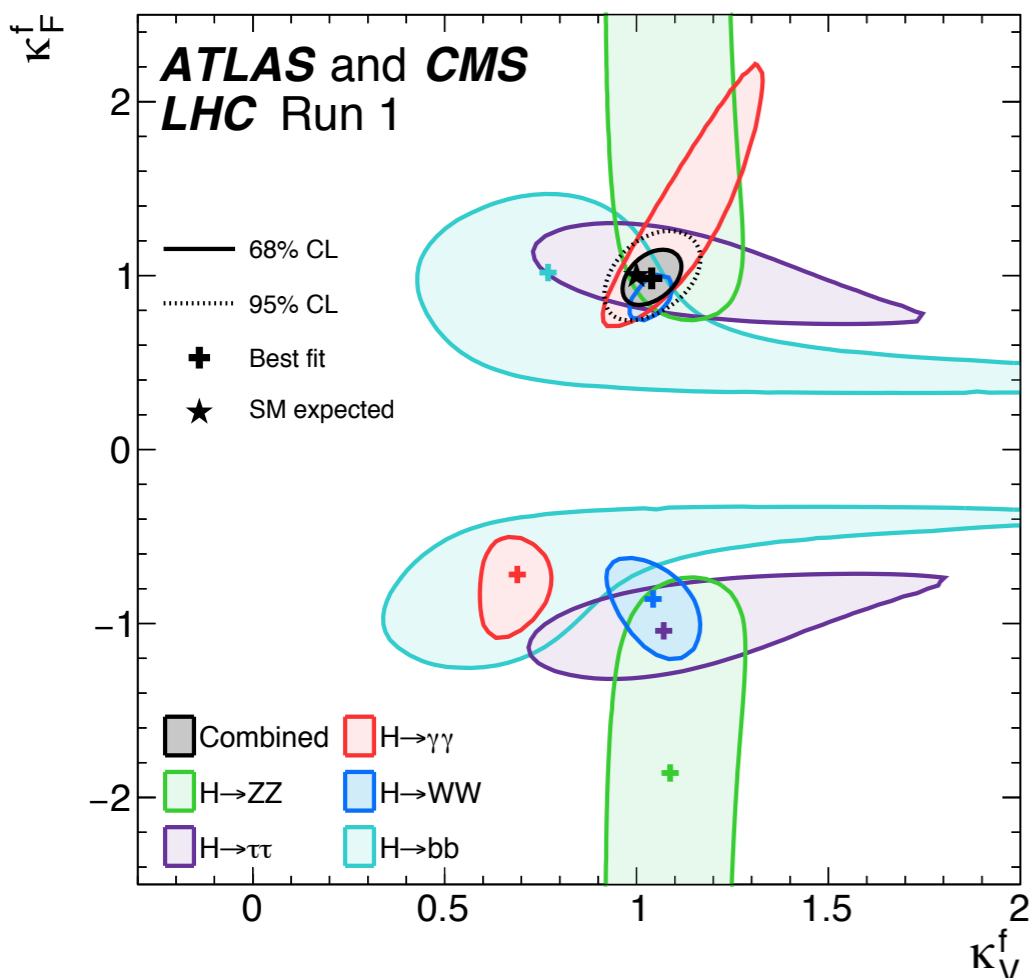 κ_F^f
ATLAS and CMS
LHC Run 1
68% CL
95% CL
Best fit
SM expected
2
1
0
−1
−2
Combined
H→γγ
H→ZZ
H→WW
H→ττ
H→bb
0
0.5
1
1.5
2
κ_V^f